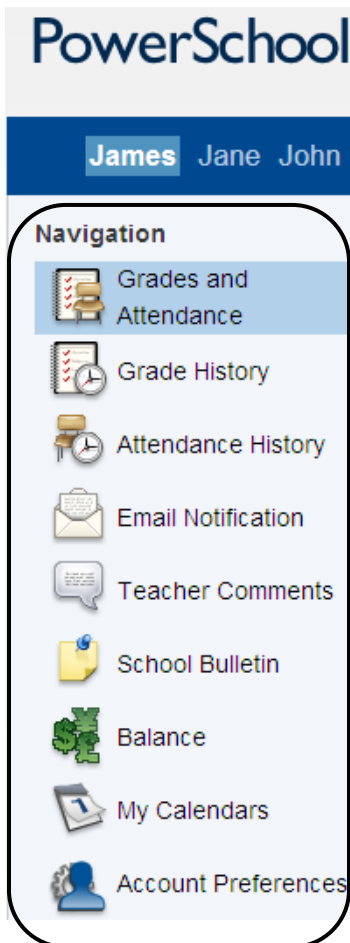 PowerSchool
James Jane John
Navigation
Grades and
Attendance
Grade History
Attendance History
Email Notification
Teacher Comments
School Bulletin
Balance
My Calendars
Account Preferences